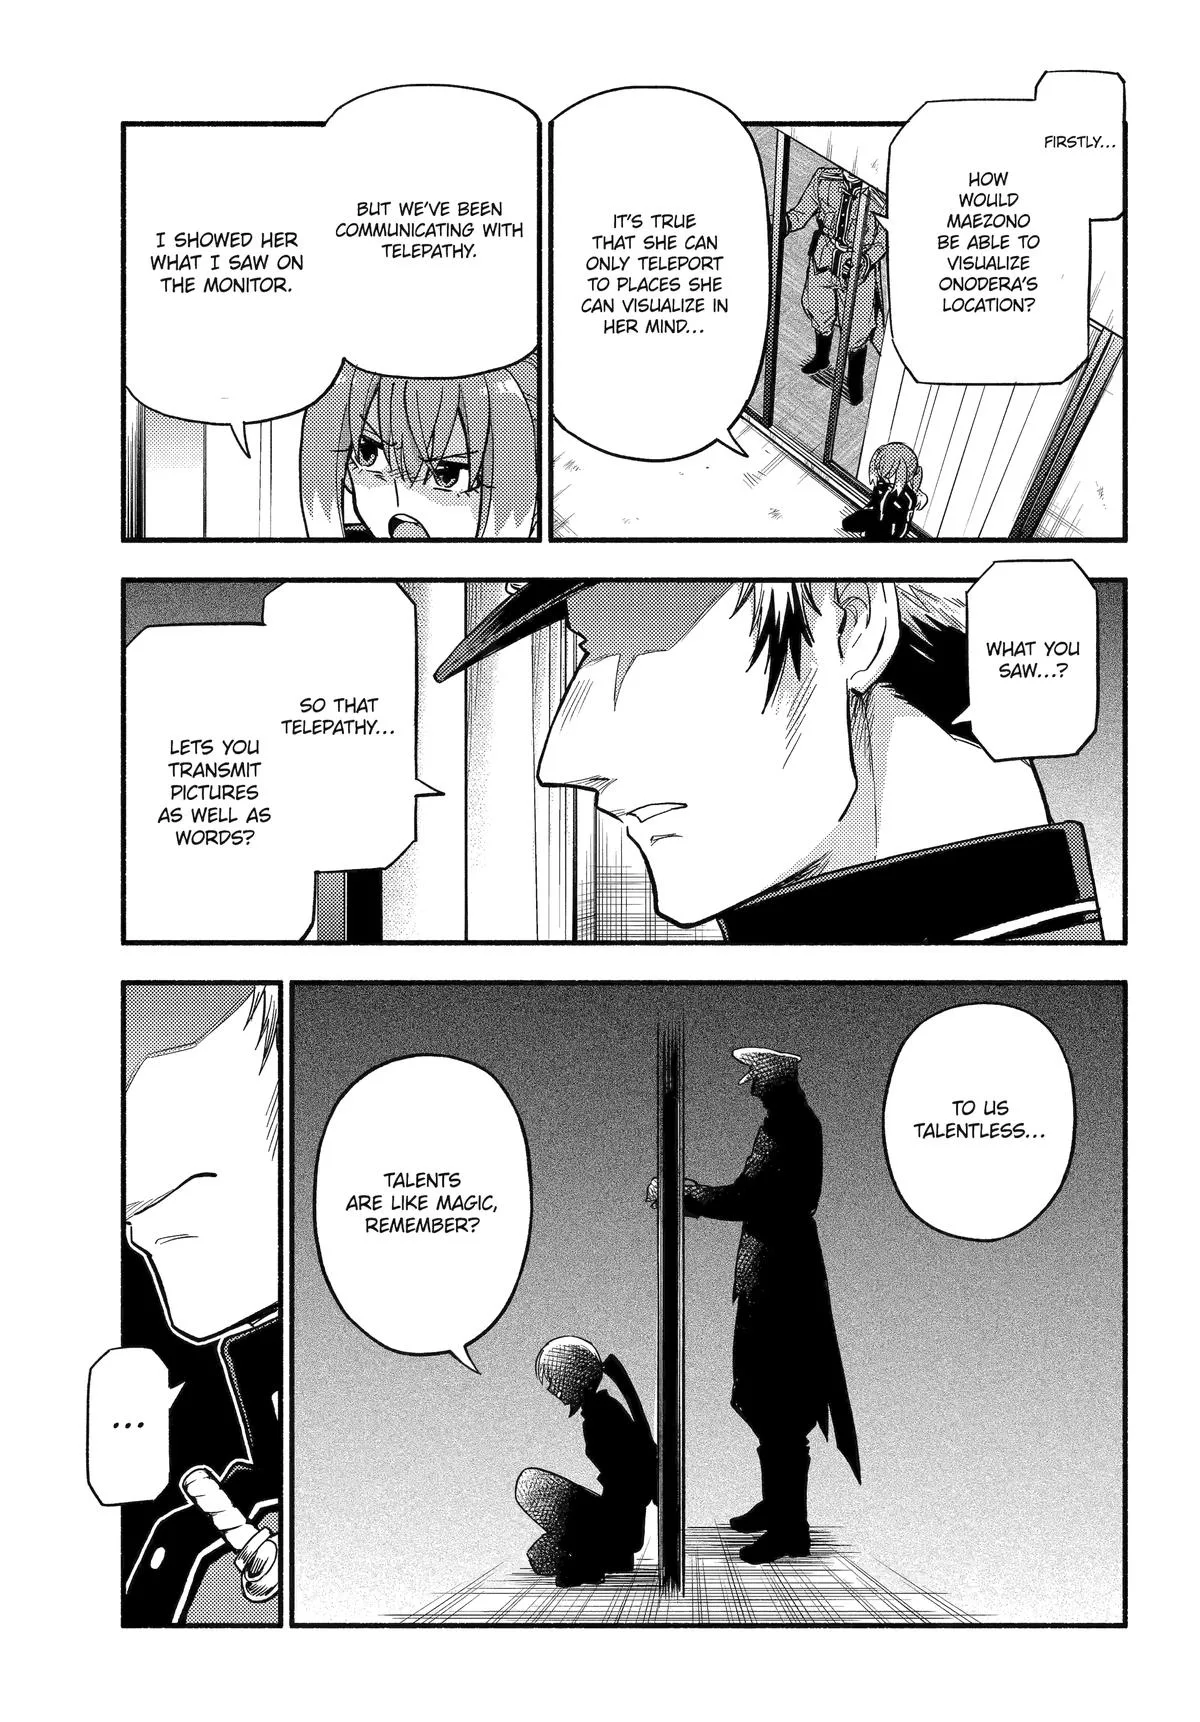 FIRSTLY...
HOW
WOULD
MAEZONO
BE ABLE TO
VISUALIZE
ONODERA'S
LOCATION?
IT'S TRUE
THAT SHE CAN
ONLY TELEPORT
TO PLACES SHE
CAN VISUALIZE IN
HER MIND...
BUT WE'VE BEEN
COMMUNICATING WITH
TELEPATHY.
I SHOWED HER
WHAT I SAW ON
THE MONITOR.
WHAT YOU
SAW...?
SO THAT
TELEPATHY...
LETS YOU
TRANSMIT
PICTURES
AS WELL AS
WORDS?
TO US
TALENTLESS...
TALENTS
ARE LIKE MAGIC,
REMEMBER?
...